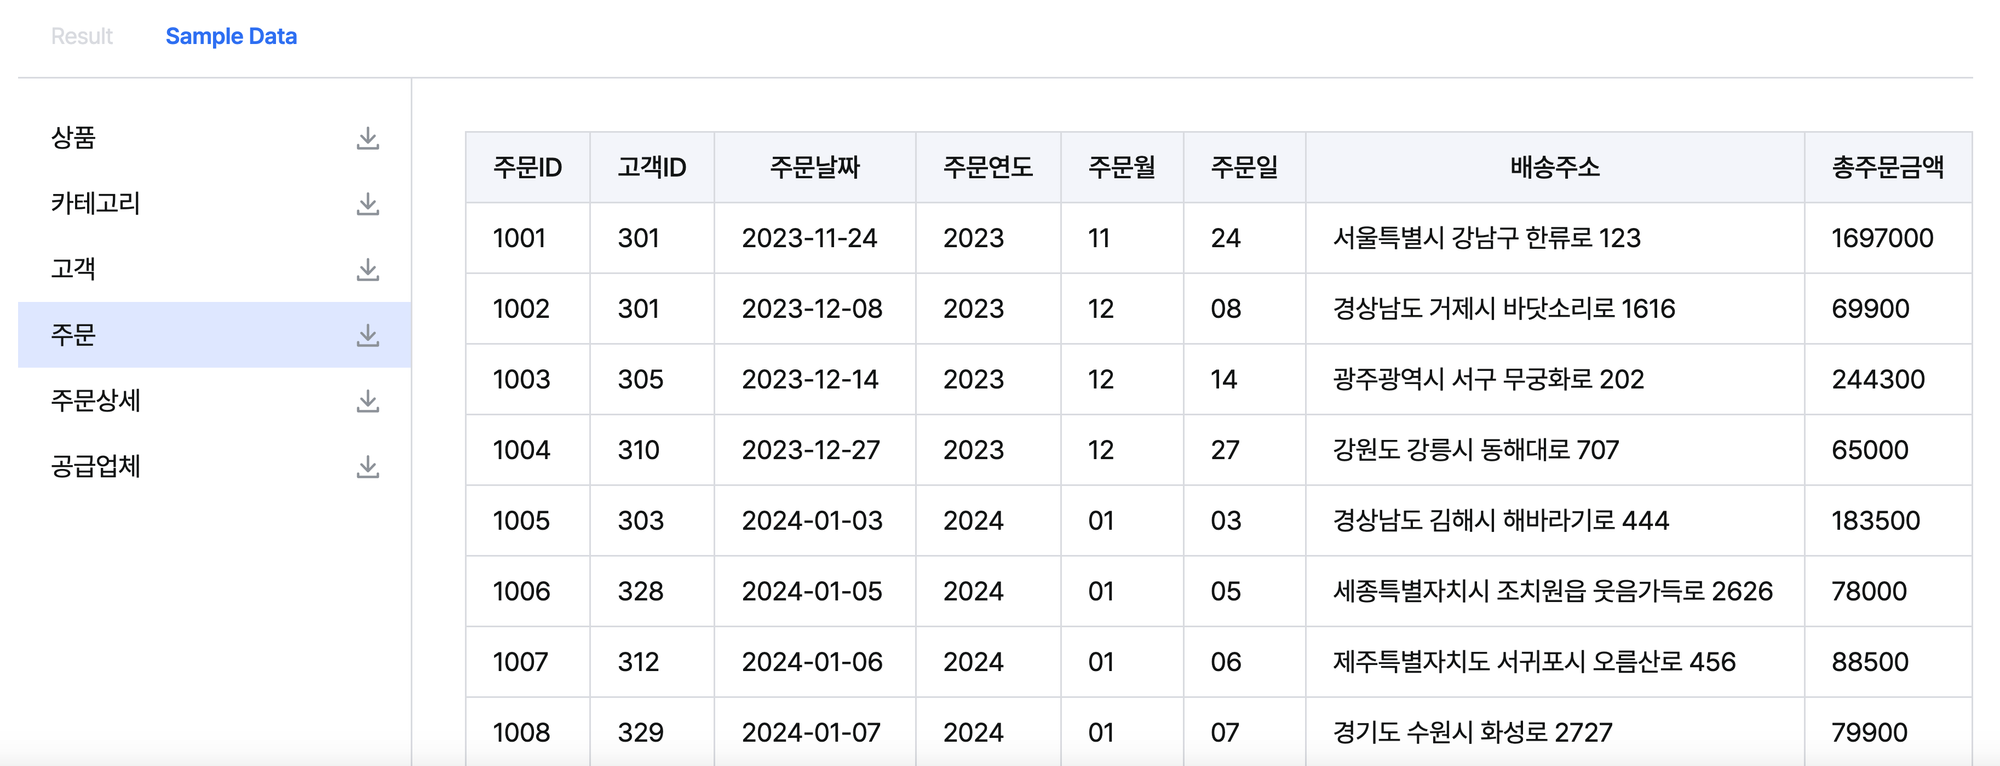 Result Sample Data
상품
카테고리
고객
주문
주문상세
공급업체
주문ID 고객ID 주문날짜 주문연도 주문월 주문일 배송주소 총주문금액
1001 301 2023-11-24 2023 11 24 서울특별시 강남구 한류로 123 1697000
1002 301 2023-12-08 2023 12 08 경상남도 거제시 바닷소리로 1616 69900
1003 305 2023-12-14 2023 12 14 광주광역시 서구 무궁화로 202 244300
1004 310 2023-12-27 2023 12 27 강원도 강릉시 동해대로 707 65000
1005 303 2024-01-03 2024 01 03 경상남도 김해시 해바라기로 444 183500
1006 328 2024-01-05 2024 01 05 세종특별자치시 조치원읍 웃음가득로 2626 78000
1007 312 2024-01-06 2024 01 06 제주특별자치도 서귀포시 오름산로 456 88500
1008 329 2024-01-07 2024 01 07 경기도 수원시 화성로 2727 79900